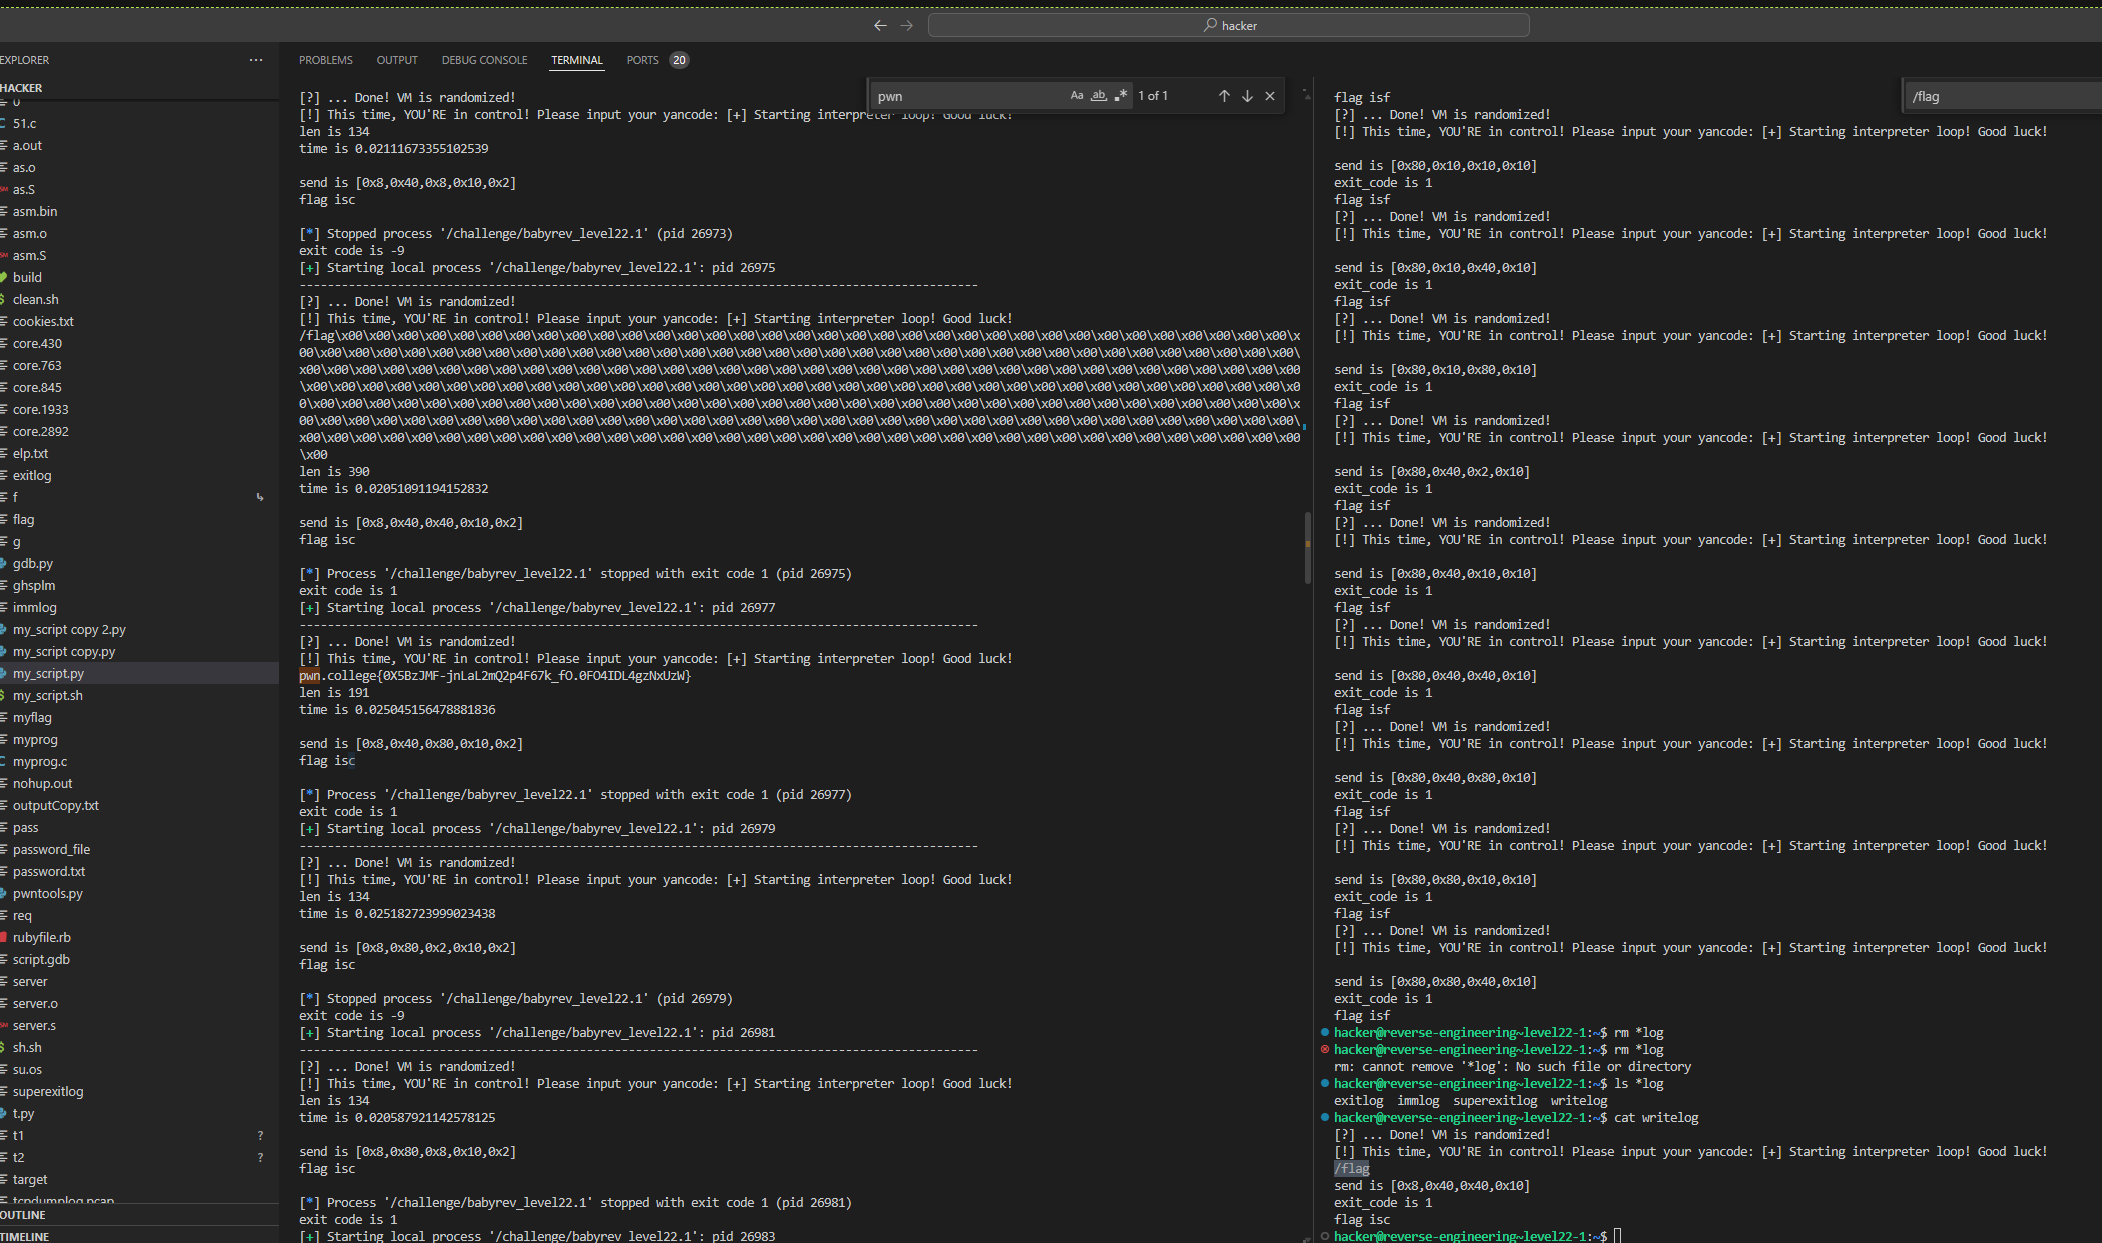 hacker
EXPLORER
HACKER
0
51.c
a.out
as.o
as.S
asm.bin
asm.o
asm.S
build
clean.sh
cookies.txt
core.430
core.763
core.845
core.1933
core.2892
elp.txt
exitlog
f
flag
g
gdb.py
ghsplm
immlog
my_script copy 2.py
my_script copy.py
my_script.py
my_script.sh
myflag
myprog
myprog.c
nohup.out
outputCopy.txt
pass
password_file
password.txt
pwntools.py
req
rubyfile.rb
script.gdb
server
server.o
server.s
sh.sh
su.os
superexitlog
t.py
t1 ?
t2 ?
target
tcpdumplog.pcap
OUTLINE
TIMELINE
PROBLEMS OUTPUT DEBUG CONSOLE TERMINAL PORTS 20
pwn Aa ab .* 1 of 1
[?] ... Done! VM is randomized!
[!] This time, YOU'RE in control! Please input your yancode: [+] Starting interpreter loop! Good luck!
len is 134
time is 0.02111673355102539
send is [0x8,0x40,0x8,0x10,0x2]
flag isc
[*] Stopped process '/challenge/babyrev_level22.1' (pid 26973)
exit code is -9
[+] Starting local process '/challenge/babyrev_level22.1': pid 26975
--------------------------------------------------------------------------------
[?] ... Done! VM is randomized!
[!] This time, YOU'RE in control! Please input your yancode: [+] Starting interpreter loop! Good luck!
/flag\x00\x00\x00\x00\x00\x00\x00\x00\x00\x00\x00\x00\x00\x00\x00\x00\x00\x00\x00\x00\x00\x00\x00\x00\x00\x00\x00\x00\x00\x00\x00\x00\x00\x00\x
00\x00\x00\x00\x00\x00\x00\x00\x00\x00\x00\x00\x00\x00\x00\x00\x00\x00\x00\x00\x00\x00\x00\x00\x00\x00\x00\x00\x00\x00\x00\x00\x00\x00\x00\x00\
x00\x00\x00\x00\x00\x00\x00\x00\x00\x00\x00\x00\x00\x00\x00\x00\x00\x00\x00\x00\x00\x00\x00\x00\x00\x00\x00\x00\x00\x00\x00\x00\x00\x00\x00\x00
\x00\x00\x00\x00\x00\x00\x00\x00\x00\x00\x00\x00\x00\x00\x00\x00\x00\x00\x00\x00\x00\x00\x00\x00\x00\x00\x00\x00\x00\x00\x00\x00\x00\x00\x00\x0
0\x00\x00\x00\x00\x00\x00\x00\x00\x00\x00\x00\x00\x00\x00\x00\x00\x00\x00\x00\x00\x00\x00\x00\x00\x00\x00\x00\x00\x00\x00\x00\x00\x00\x00\x00\x
00\x00\x00\x00\x00\x00\x00\x00\x00\x00\x00\x00\x00\x00\x00\x00\x00\x00\x00\x00\x00\x00\x00\x00\x00\x00\x00\x00\x00\x00\x00\x00\x00\x00\x00\x00\
x00\x00\x00\x00\x00\x00\x00\x00\x00\x00\x00\x00\x00\x00\x00\x00\x00\x00\x00\x00\x00\x00\x00\x00\x00\x00\x00\x00\x00\x00\x00\x00\x00\x00\x00\x00
\x00
len is 390
time is 0.02051091194152832
send is [0x8,0x40,0x40,0x10,0x2]
flag isc
[*] Process '/challenge/babyrev_level22.1' stopped with exit code 1 (pid 26975)
exit code is 1
[+] Starting local process '/challenge/babyrev_level22.1': pid 26977
--------------------------------------------------------------------------------
[?] ... Done! VM is randomized!
[!] This time, YOU'RE in control! Please input your yancode: [+] Starting interpreter loop! Good luck!
pwn.college{0X5BzJMF-jnLaL2mQ2p4F67k_fO.0FO4IDL4gzNxUzW}
len is 191
time is 0.025045156478881836
send is [0x8,0x40,0x80,0x10,0x2]
flag isc
[*] Process '/challenge/babyrev_level22.1' stopped with exit code 1 (pid 26977)
exit code is 1
[+] Starting local process '/challenge/babyrev_level22.1': pid 26979
--------------------------------------------------------------------------------
[?] ... Done! VM is randomized!
[!] This time, YOU'RE in control! Please input your yancode: [+] Starting interpreter loop! Good luck!
len is 134
time is 0.025182723999023438
send is [0x8,0x80,0x2,0x10,0x2]
flag isc
[*] Stopped process '/challenge/babyrev_level22.1' (pid 26979)
exit code is -9
[+] Starting local process '/challenge/babyrev_level22.1': pid 26981
--------------------------------------------------------------------------------
[?] ... Done! VM is randomized!
[!] This time, YOU'RE in control! Please input your yancode: [+] Starting interpreter loop! Good luck!
len is 134
time is 0.020587921142578125
send is [0x8,0x80,0x8,0x10,0x2]
flag isc
[*] Process '/challenge/babyrev_level22.1' stopped with exit code 1 (pid 26981)
exit code is 1
[+] Starting local process '/challenge/babyrev_level22.1': pid 26983
/flag
flag isf
[?] ... Done! VM is randomized!
[!] This time, YOU'RE in control! Please input your yancode: [+] Starting interpreter loop! Good luck!
send is [0x80,0x10,0x10,0x10]
exit_code is 1
flag isf
[?] ... Done! VM is randomized!
[!] This time, YOU'RE in control! Please input your yancode: [+] Starting interpreter loop! Good luck!
send is [0x80,0x10,0x40,0x10]
exit_code is 1
flag isf
[?] ... Done! VM is randomized!
[!] This time, YOU'RE in control! Please input your yancode: [+] Starting interpreter loop! Good luck!
send is [0x80,0x10,0x80,0x10]
exit_code is 1
flag isf
[?] ... Done! VM is randomized!
[!] This time, YOU'RE in control! Please input your yancode: [+] Starting interpreter loop! Good luck!
send is [0x80,0x40,0x2,0x10]
exit_code is 1
flag isf
[?] ... Done! VM is randomized!
[!] This time, YOU'RE in control! Please input your yancode: [+] Starting interpreter loop! Good luck!
send is [0x80,0x40,0x10,0x10]
exit_code is 1
flag isf
[?] ... Done! VM is randomized!
[!] This time, YOU'RE in control! Please input your yancode: [+] Starting interpreter loop! Good luck!
send is [0x80,0x40,0x40,0x10]
exit_code is 1
flag isf
[?] ... Done! VM is randomized!
[!] This time, YOU'RE in control! Please input your yancode: [+] Starting interpreter loop! Good luck!
send is [0x80,0x40,0x80,0x10]
exit_code is 1
flag isf
[?] ... Done! VM is randomized!
[!] This time, YOU'RE in control! Please input your yancode: [+] Starting interpreter loop! Good luck!
send is [0x80,0x80,0x10,0x10]
exit_code is 1
flag isf
[?] ... Done! VM is randomized!
[!] This time, YOU'RE in control! Please input your yancode: [+] Starting interpreter loop! Good luck!
send is [0x80,0x80,0x40,0x10]
exit_code is 1
flag isf
hacker@reverse-engineering~level22-1:~$ rm *log
hacker@reverse-engineering~level22-1:~$ rm *log
rm: cannot remove '*log': No such file or directory
hacker@reverse-engineering~level22-1:~$ ls *log
exitlog immlog superexitlog writelog
hacker@reverse-engineering~level22-1:~$ cat writelog
[?] ... Done! VM is randomized!
[!] This time, YOU'RE in control! Please input your yancode: [+] Starting interpreter loop! Good luck!
/flag
send is [0x8,0x40,0x40,0x10]
exit_code is 1
flag isc
hacker@reverse-engineering~level22-1:~$